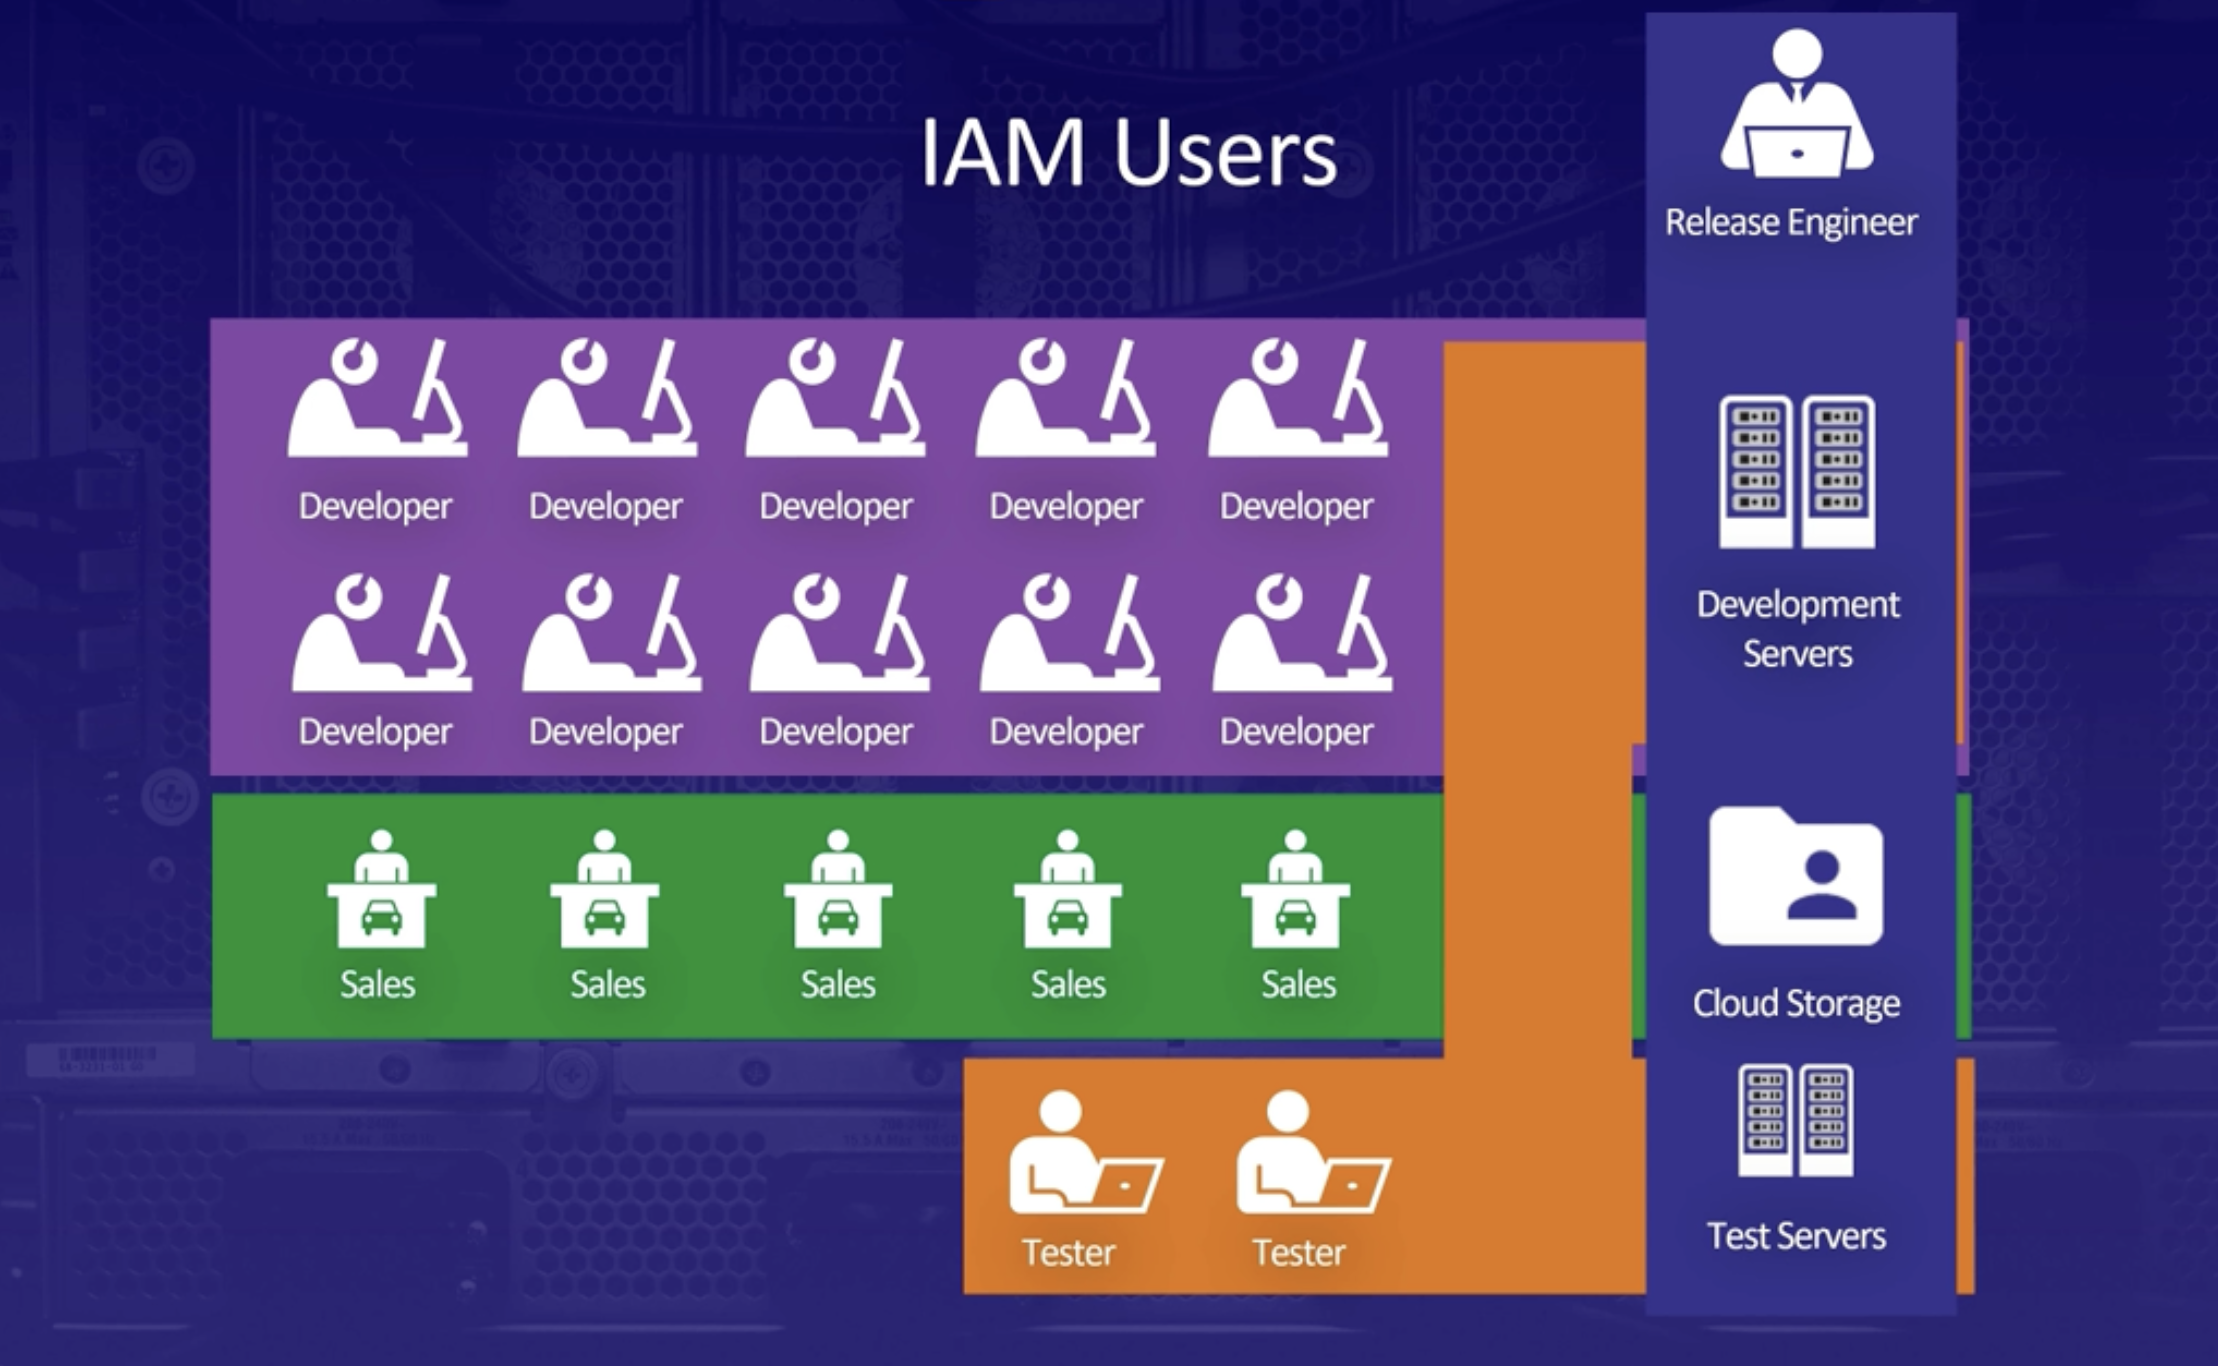 IAM Users
Release Engineer
Developer Developer Developer Developer Developer
Development
Servers
Developer Developer Developer Developer Developer
Sales Sales Sales Sales Sales
Cloud Storage
Tester Tester
Test Servers